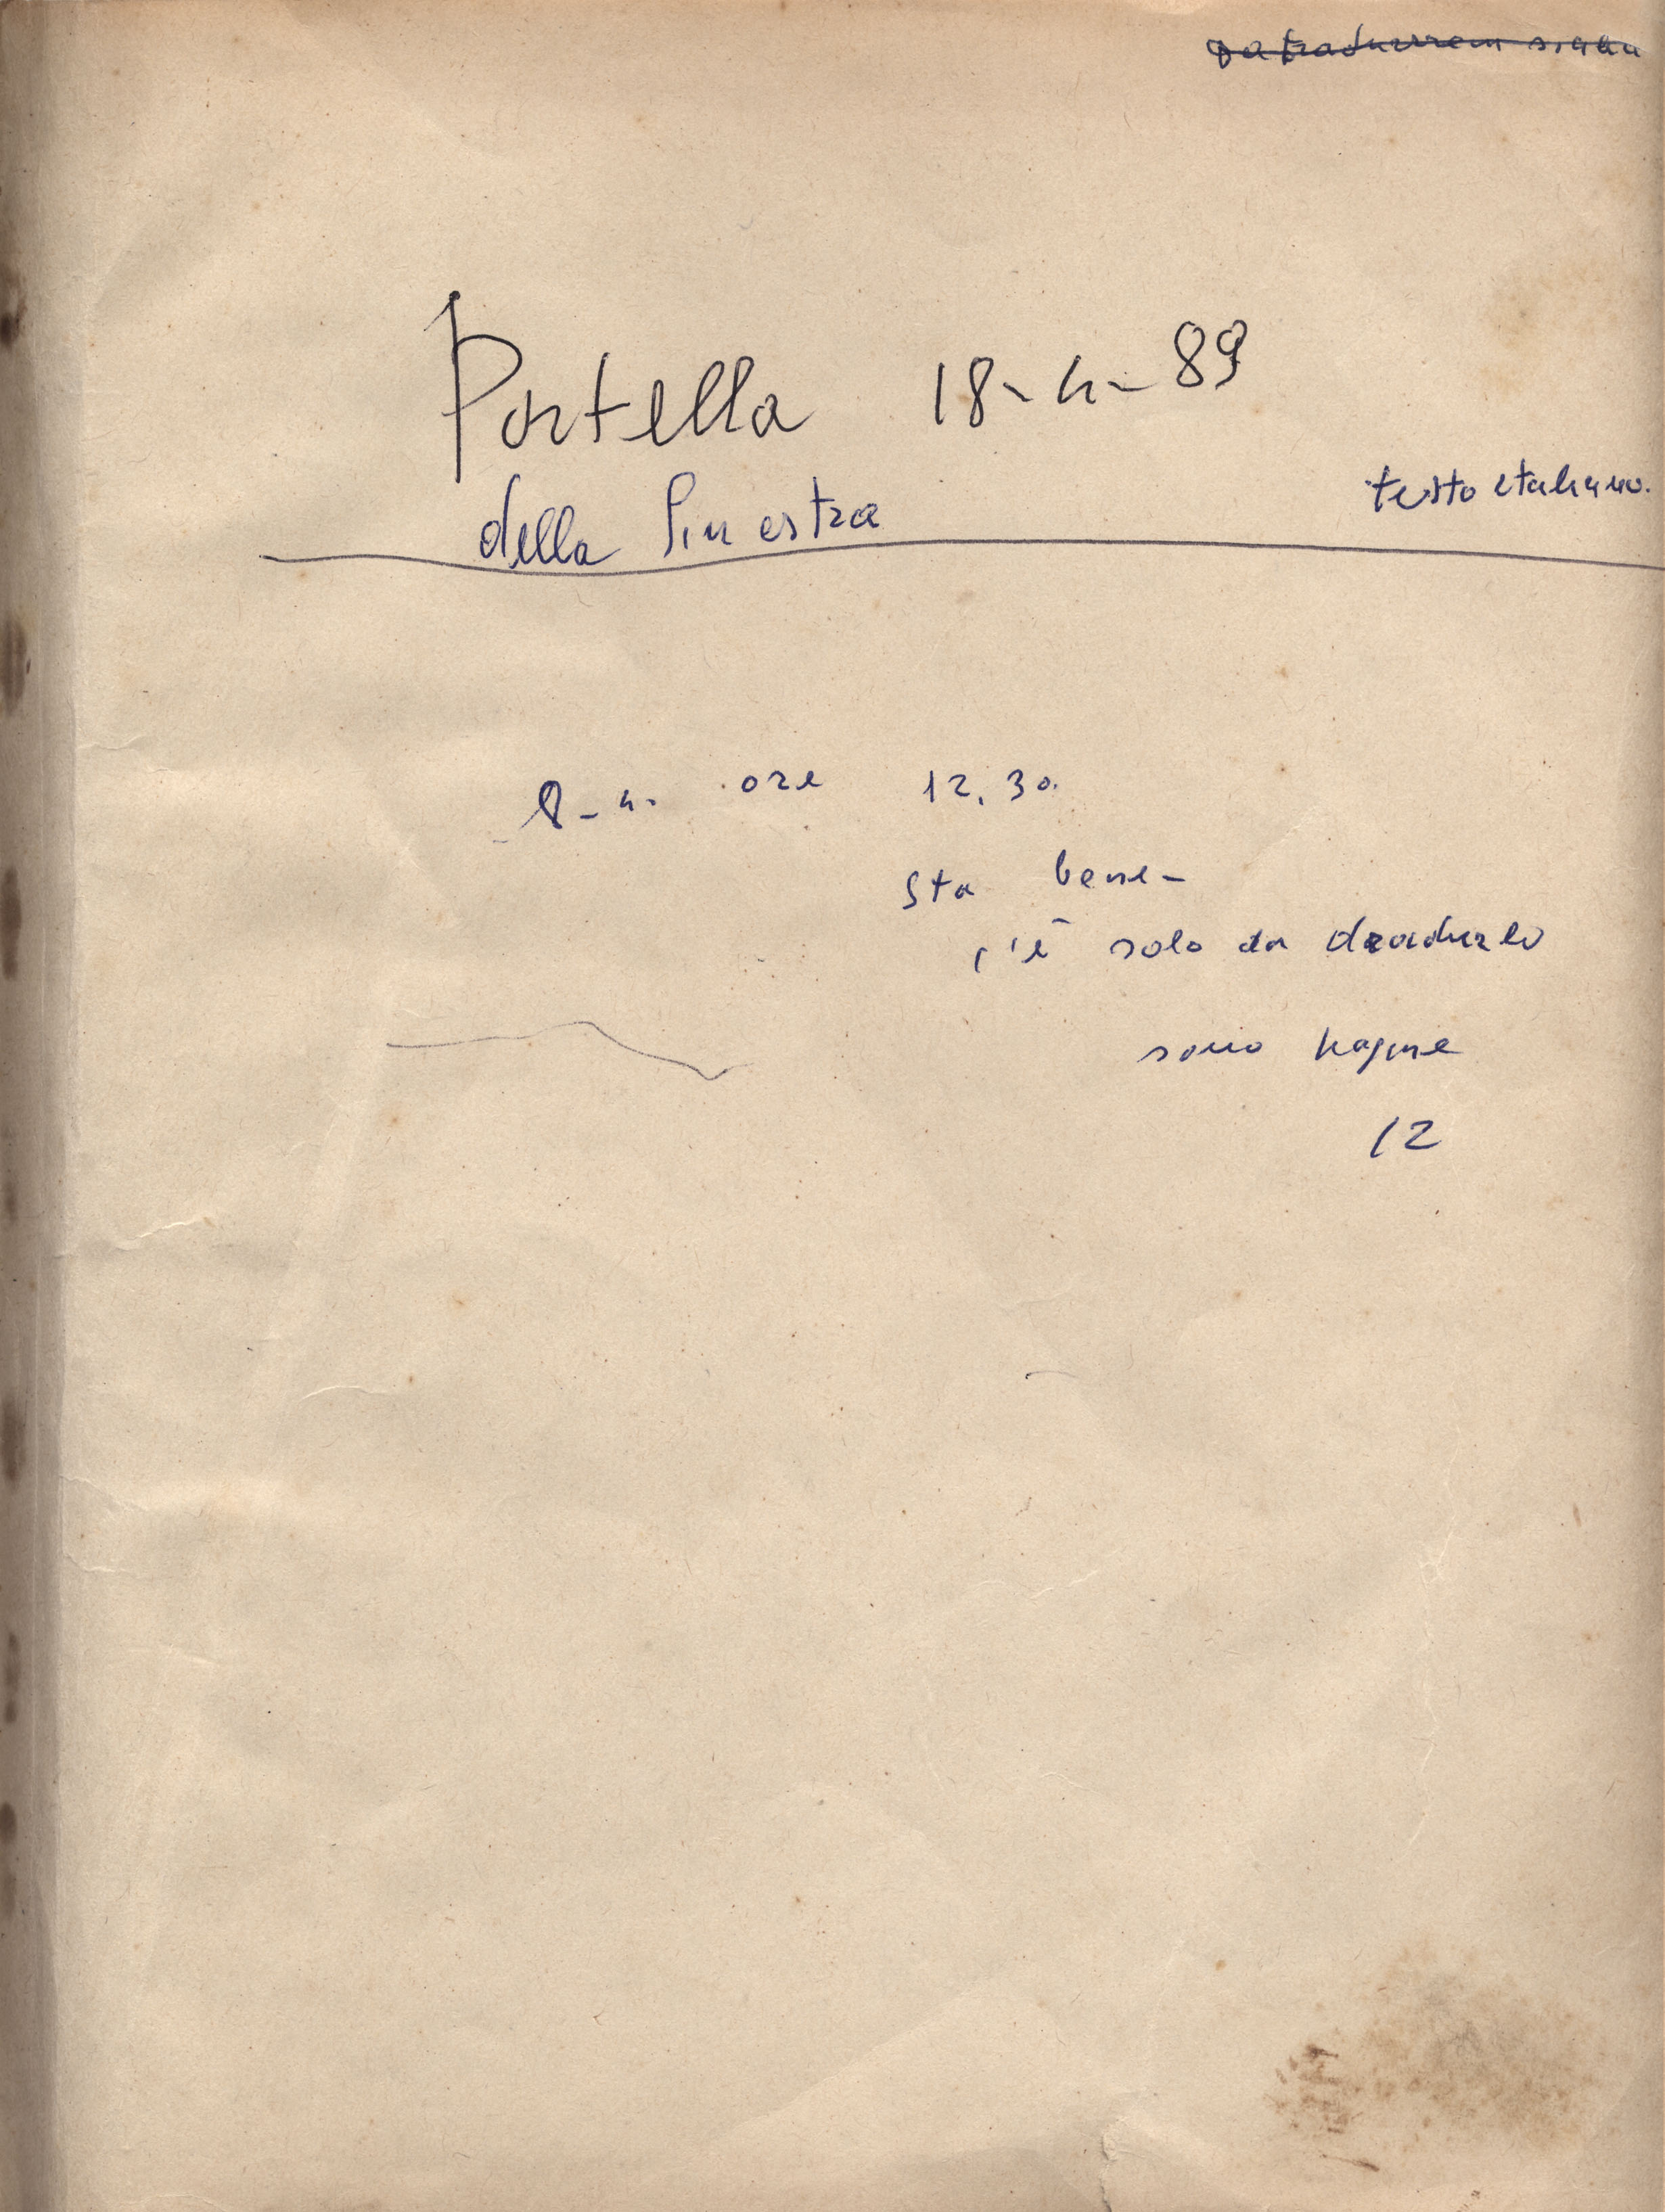 Portella 18-4-89
della Ginestra
testo italiano.
8-4. ore 12.30.
Sta bene-
c'è solo da tradurlo
sono pagine
12